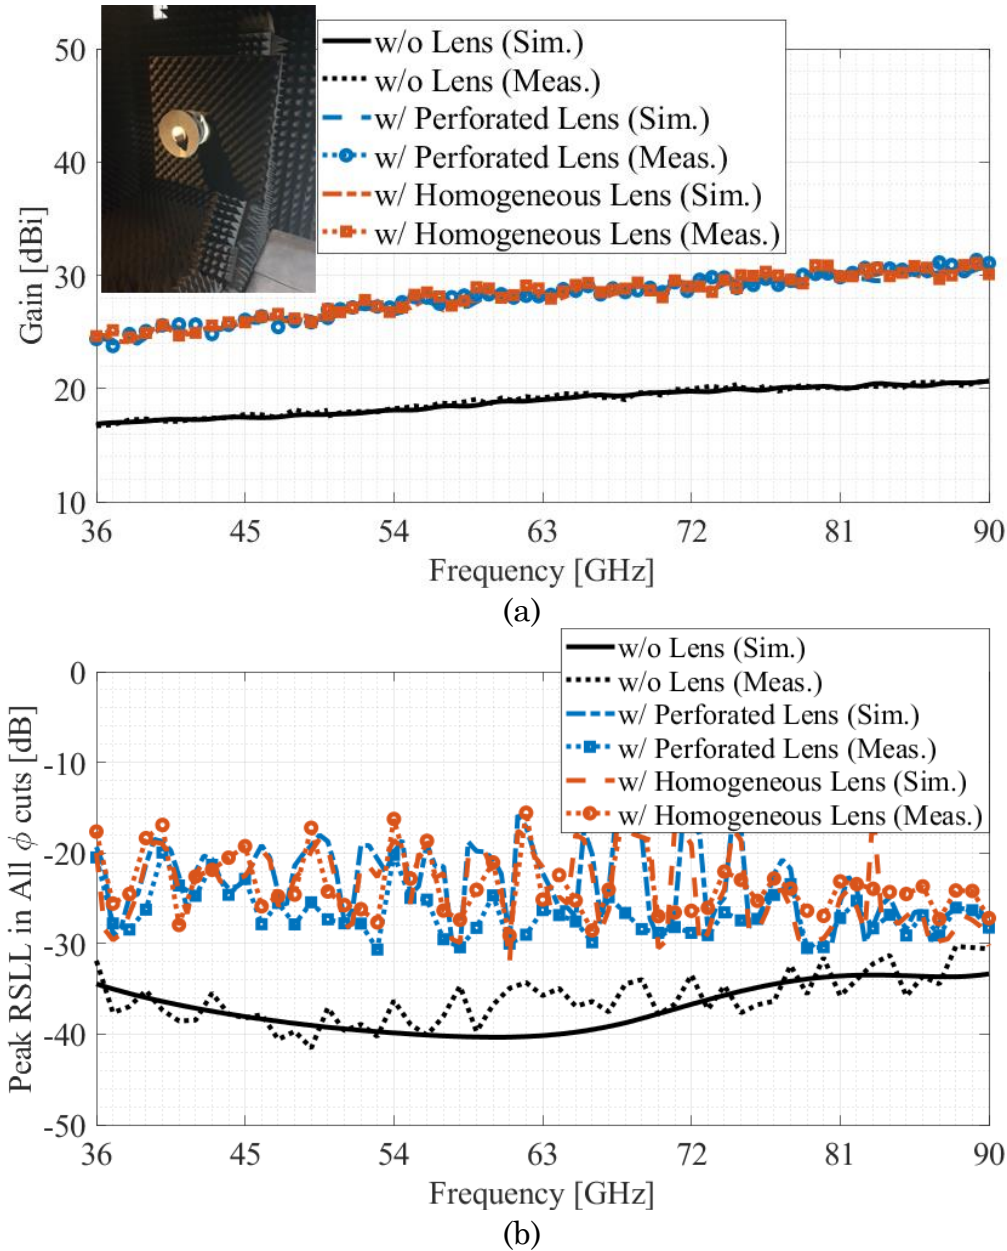 50
40
30
20
10
Gain [dBi]
w/o Lens (Sim.)
w/o Lens (Meas.)
w/ Perforated Lens (Sim.)
w/ Perforated Lens (Meas.)
w/ Homogeneous Lens (Sim.)
w/ Homogeneous Lens (Meas.)
36 45 54 63 72 81 90
Frequency [GHz]
(a)
0
-10
-20
-30
-40
-50
Peak RSLL in All ϕ cuts [dB]
w/o Lens (Sim.)
w/o Lens (Meas.)
w/ Perforated Lens (Sim.)
w/ Perforated Lens (Meas.)
w/ Homogeneous Lens (Sim.)
w/ Homogeneous Lens (Meas.)
36 45 54 63 72 81 90
Frequency [GHz]
(b)